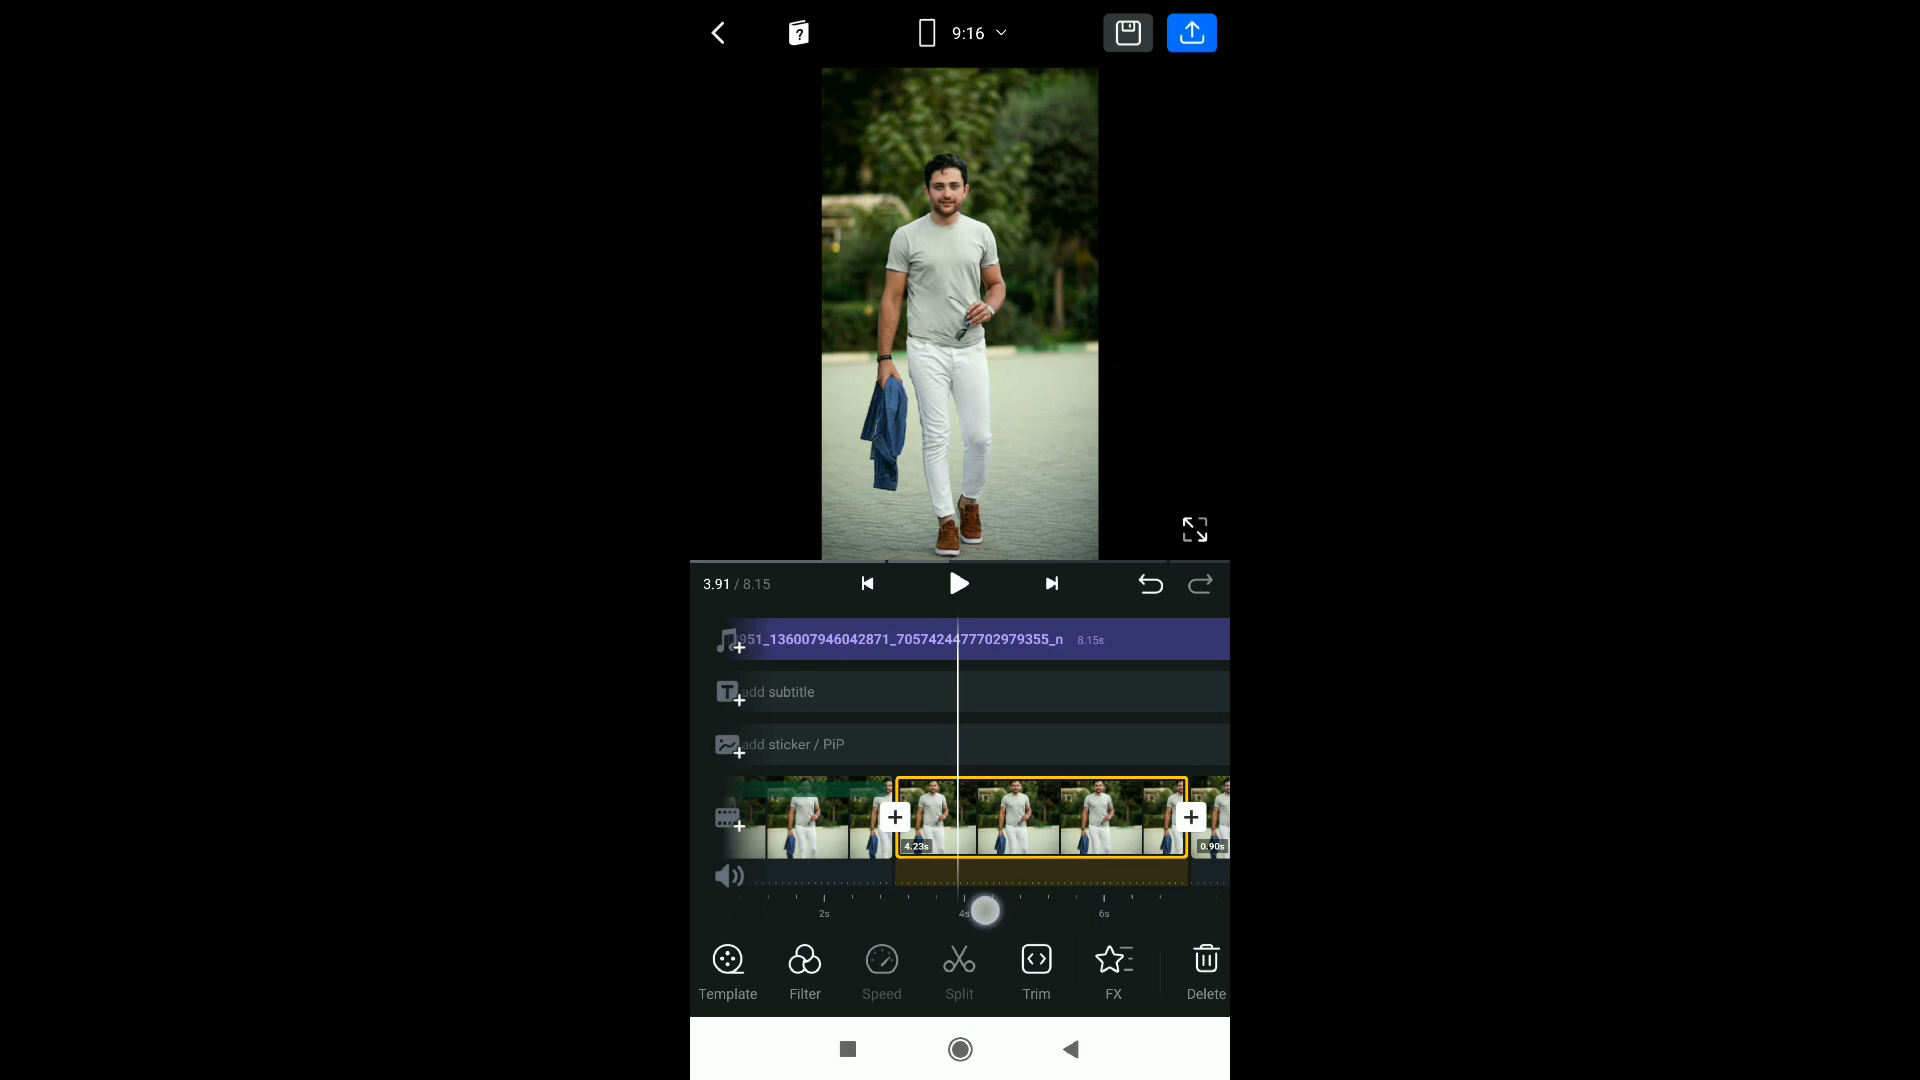 9:16
3.91 / 8.15
951_136007946042871_7057424477702979355_n 8.15s
add subtitle
add sticker / PiP
4.23s
0.90s
2s
4s
6s
Template
Filter
Speed
Split
Trim
FX
Delete